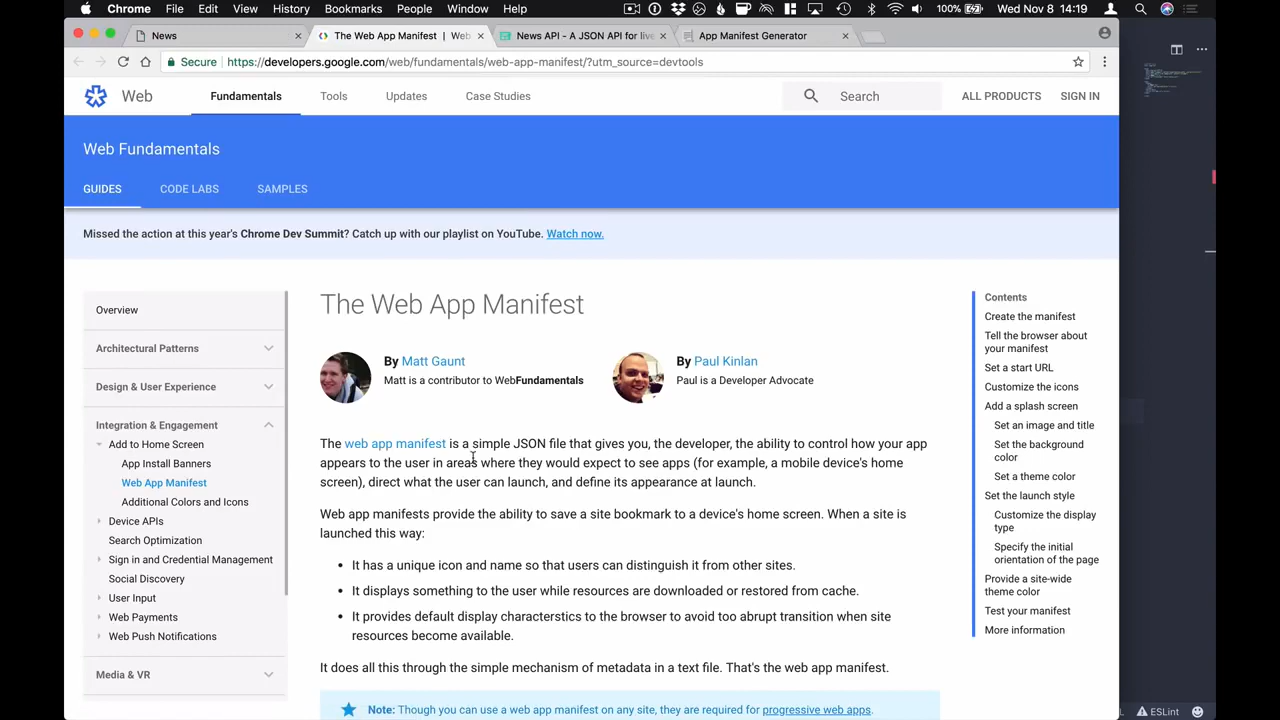 Chrome File Edit View History Bookmarks People Window Help 100% Wed Nov 8 14:19
News
The Web App Manifest | Web
News API - A JSON API for live
App Manifest Generator
Secure https://developers.google.com/web/fundamentals/web-app-manifest/?utm_source=devtools
Web Fundamentals Tools Updates Case Studies Search ALL PRODUCTS SIGN IN
Web Fundamentals
GUIDES CODE LABS SAMPLES
Missed the action at this year's Chrome Dev Summit? Catch up with our playlist on YouTube. Watch now.
Overview
Architectural Patterns
Design & User Experience
Integration & Engagement
Add to Home Screen
App Install Banners
Web App Manifest
Additional Colors and Icons
Device APIs
Search Optimization
Sign in and Credential Management
Social Discovery
User Input
Web Payments
Web Push Notifications
Media & VR
The Web App Manifest
By Matt Gaunt
Matt is a contributor to WebFundamentals
By Paul Kinlan
Paul is a Developer Advocate
The web app manifest is a simple JSON file that gives you, the developer, the ability to control how your app
appears to the user in areas where they would expect to see apps (for example, a mobile device's home
screen), direct what the user can launch, and define its appearance at launch.
Web app manifests provide the ability to save a site bookmark to a device's home screen. When a site is
launched this way:
• It has a unique icon and name so that users can distinguish it from other sites.
• It displays something to the user while resources are downloaded or restored from cache.
• It provides default display characterstics to the browser to avoid too abrupt transition when site
resources become available.
It does all this through the simple mechanism of metadata in a text file. That's the web app manifest.
Note: Though you can use a web app manifest on any site, they are required for progressive web apps.
Contents
Create the manifest
Tell the browser about
your manifest
Set a start URL
Customize the icons
Add a splash screen
Set an image and title
Set the background
color
Set a theme color
Set the launch style
Customize the display
type
Specify the initial
orientation of the page
Provide a site-wide
theme color
Test your manifest
More information
ESLint